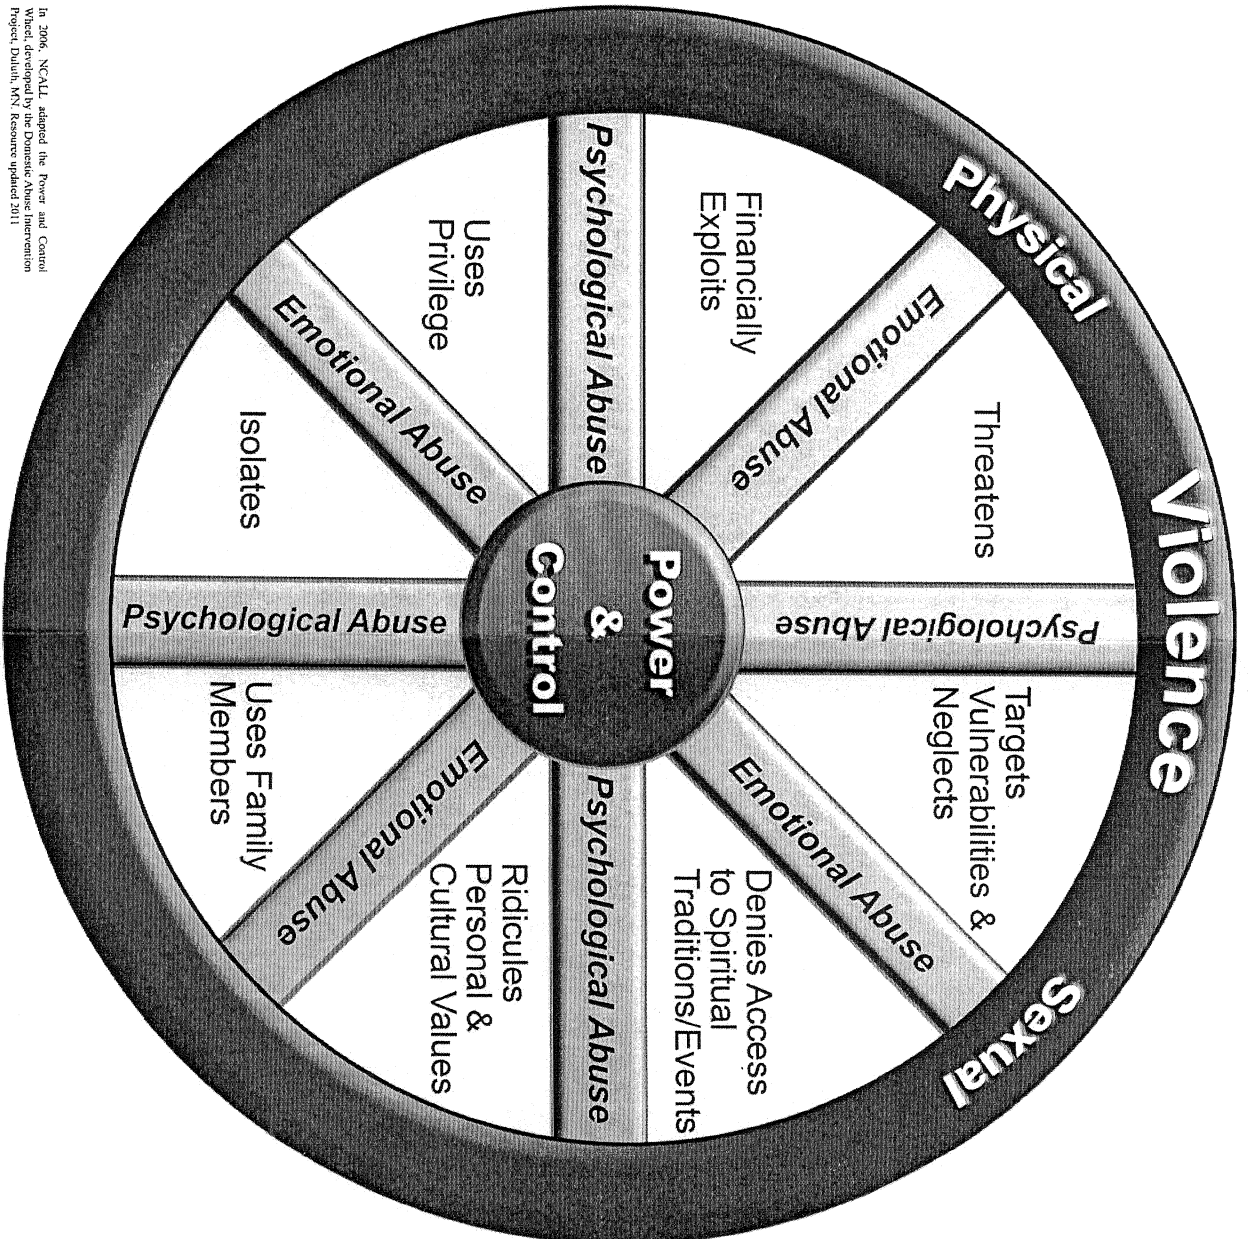 Physical
Violence
Sexual
Threatens
Psychological Abuse
Targets
Vulnerabilities &
Neglects
Emotional Abuse
Emotional Abuse
Financially
Exploits
Denies Access
to Spiritual
Traditions/Events
Psychological Abuse
Power
&
Control
Psychological Abuse
Uses
Privilege
Ridicules
Personal &
Cultural Values
Emotional Abuse
Emotional Abuse
Isolates
Psychological Abuse
Uses Family
Members
In 2006, NCALL adapted the Power and Control
Wheel, developed by the Domestic Abuse Intervention
Project, Duluth, MN. Resource updated 2011